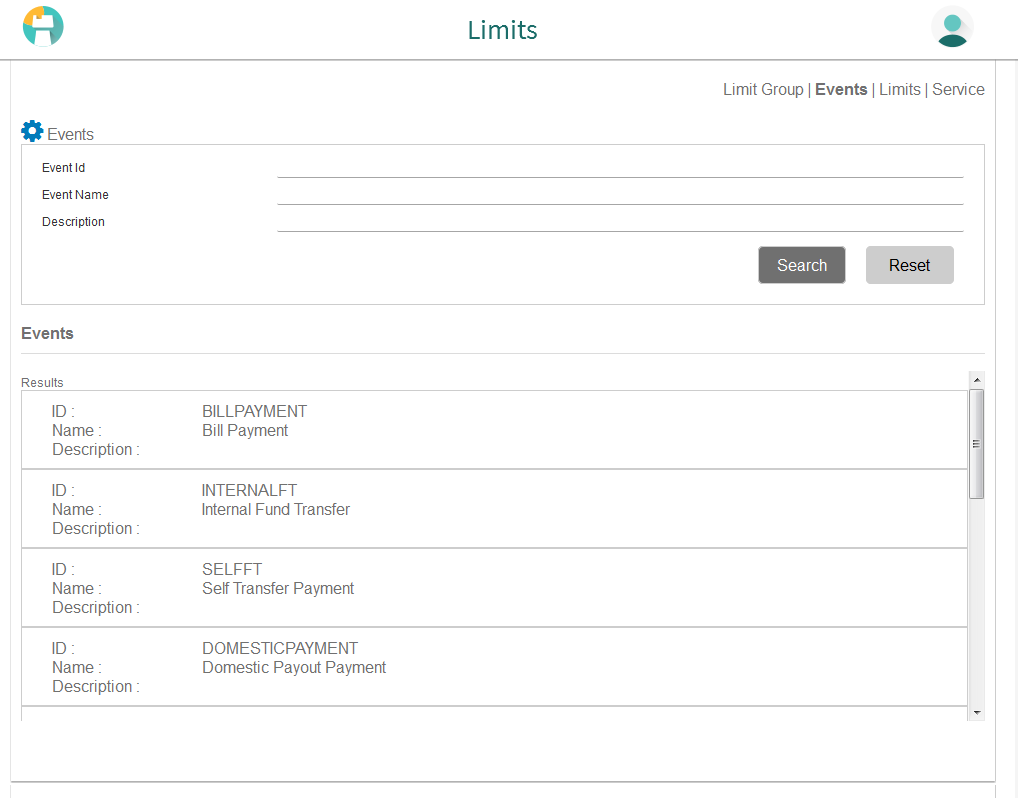 Limits
Limit Group | Events | Limits | Service
Events
Event Id
Event Name
Description
Search Reset
Events
Results
ID : BILLPAYMENT
Name : Bill Payment
Description :
ID : INTERNALFT
Name : Internal Fund Transfer
Description :
ID : SELFFT
Name : Self Transfer Payment
Description :
ID : DOMESTICPAYMENT
Name : Domestic Payout Payment
Description :